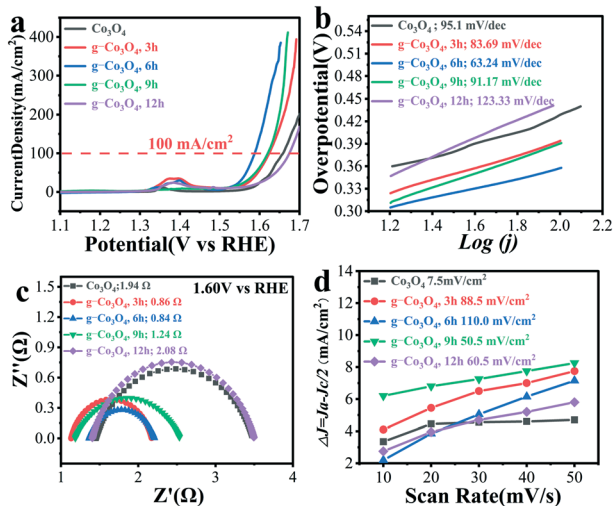 a
Co₃O₄
g−Co₃O₄, 3h
g−Co₃O₄, 6h
g−Co₃O₄, 9h
g−Co₃O₄, 12h
100 mA/cm²
CurrentDensity(mA/cm²)
400
300
200
100
0
1.1 1.2 1.3 1.4 1.5 1.6 1.7
Potential(V vs RHE)
b
Co₃O₄ ; 95.1 mV/dec
g−Co₃O₄, 3h; 83.69 mV/dec
g−Co₃O₄, 6h; 63.24 mV/dec
g−Co₃O₄, 9h; 91.17 mV/dec
g−Co₃O₄, 12h; 123.33 mV/dec
Overpotential(V)
0.54
0.48
0.42
0.36
0.30
1.2 1.4 1.6 1.8 2.0 2.2
Log (j)
c
1.60V vs RHE
Co₃O₄;1.94 Ω
g−Co₃O₄, 3h; 0.86 Ω
g−Co₃O₄, 6h; 0.84 Ω
g−Co₃O₄, 9h; 1.24 Ω
g−Co₃O₄, 12h; 2.08 Ω
Z''(Ω)
1.8
1.5
1.2
0.9
0.6
0.3
0.0
1 2 3 4
Z'(Ω)
d
Co₃O₄ 7.5mV/cm²
g−Co₃O₄, 3h 88.5 mV/cm²
g−Co₃O₄, 6h 110.0 mV/cm²
g−Co₃O₄, 9h 50.5 mV/cm²
g−Co₃O₄, 12h 60.5 mV/cm²
ΔJ=Ja-Jc/2 (mA/cm²)
14
12
10
8
6
4
2
10 20 30 40 50
Scan Rate(mV/s)